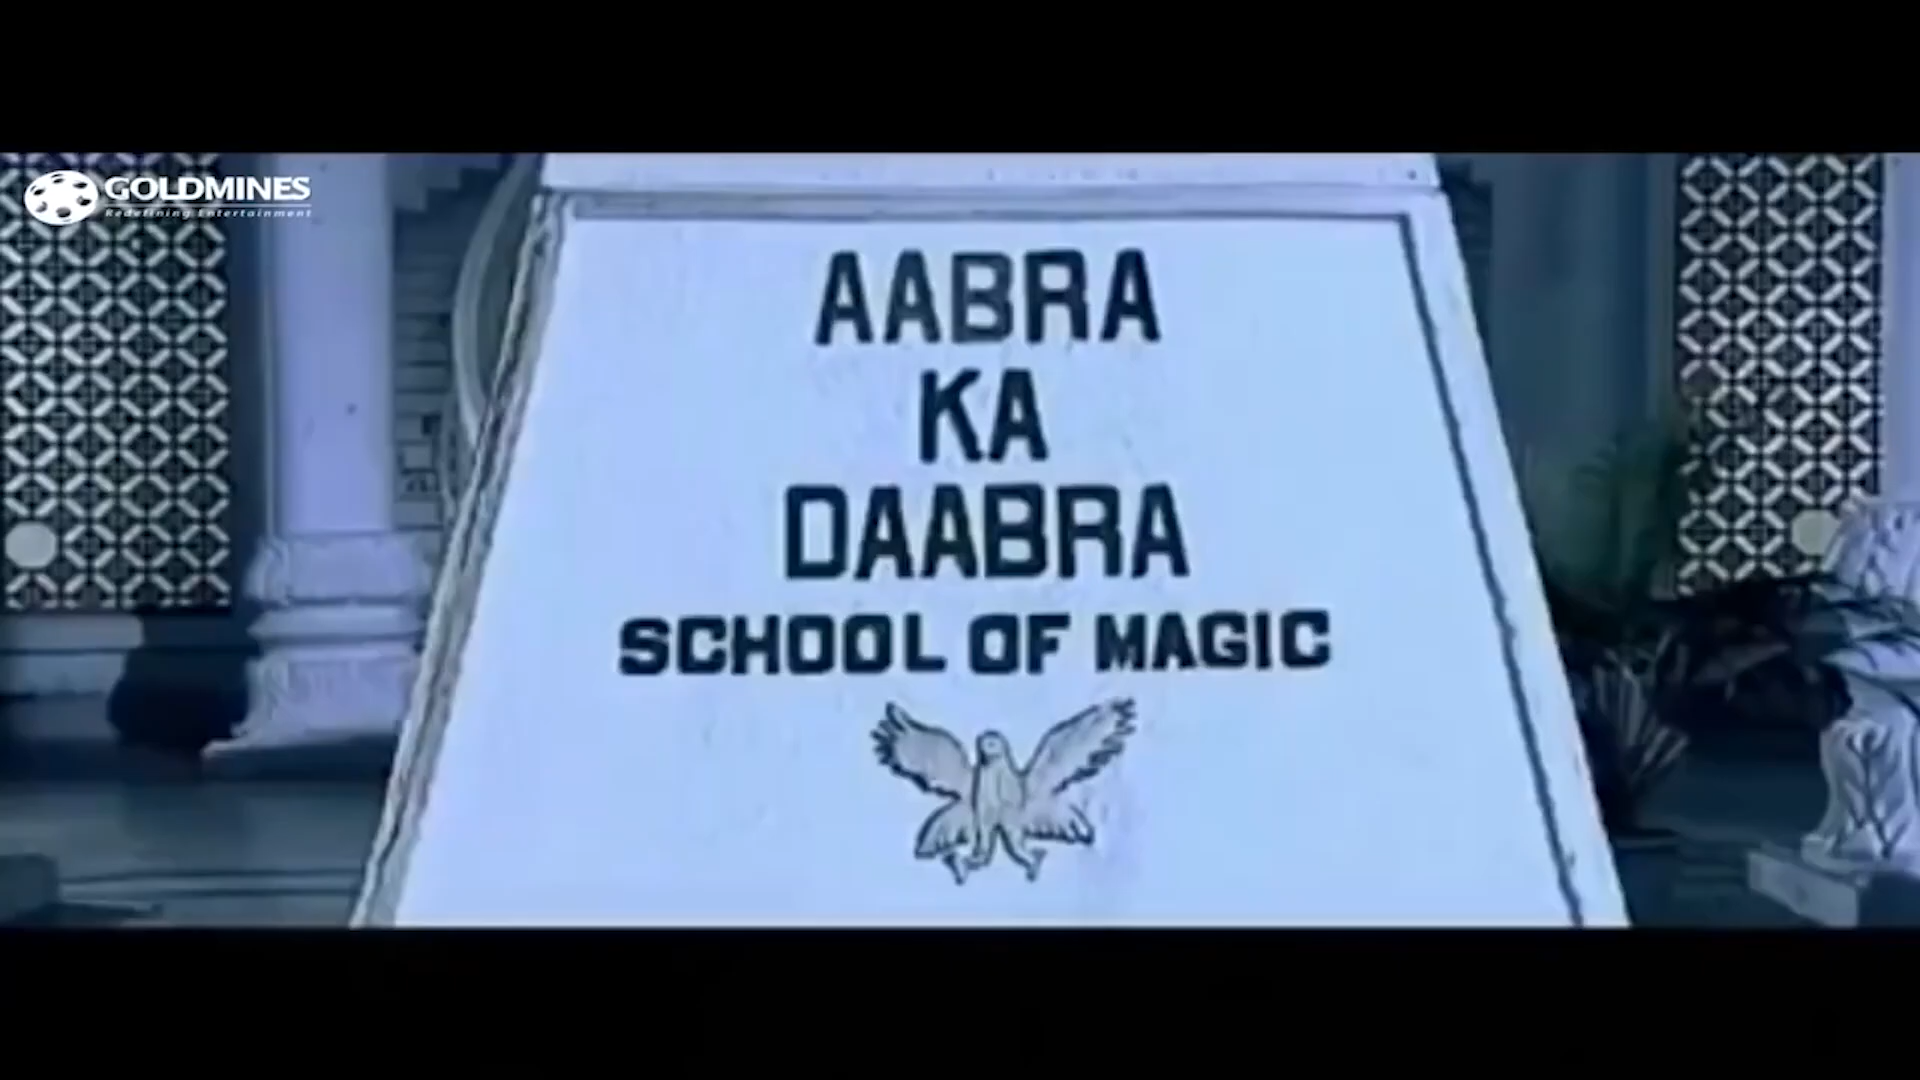 GOLDMINES
Redefining Entertainment
AABRA
KA
DAABRA
SCHOOL OF MAGIC